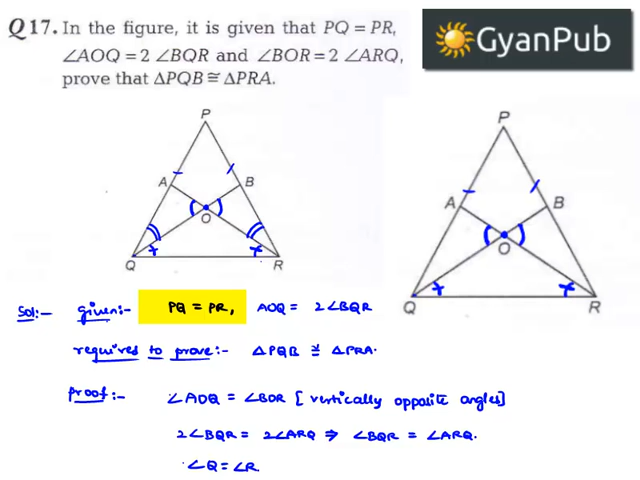 Q17. In the figure, it is given that PQ = PR,
∠AOQ = 2 ∠BQR and ∠BOR = 2 ∠ARQ,
prove that ΔPQB ≅ ΔPRA.
GyanPub
P
A
B
O
Q
R
P
A
B
O
Q
R
Sol:- given:- PQ = PR, AOQ = 2∠BQR
required to prove:- ΔPQB ≅ ΔPRA.
Proof:- ∠AOQ = ∠BOR [vertically opposite angles]
2∠BQR = 2∠ARQ ⇒ ∠BQR = ∠ARQ.
∠Q = ∠R